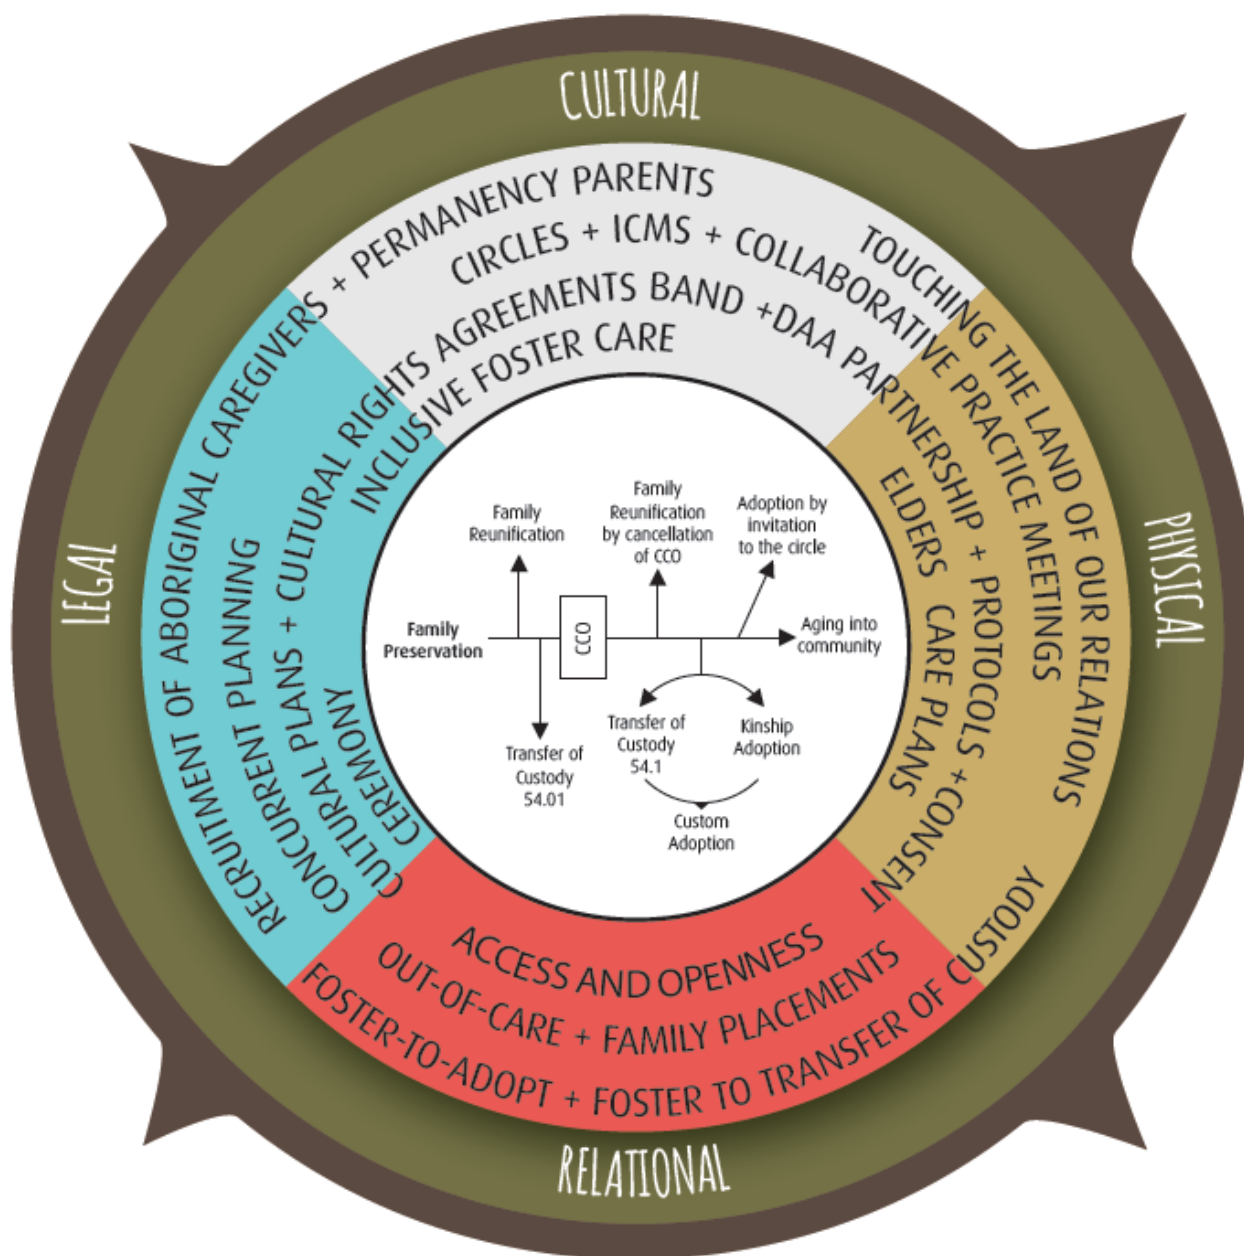 CULTURAL
PHYSICAL
RELATIONAL
LEGAL
RECRUITMENT OF ABORIGINAL CAREGIVERS + PERMANENCY PARENTS
TOUCHING THE LAND OF OUR RELATIONS
CONCURRENT PLANNING
CIRCLES + ICMS + COLLABORATIVE PRACTICE MEETINGS
CULTURAL PLANS + CULTURAL RIGHTS AGREEMENTS BAND +DAA PARTNERSHIP + PROTOCOLS +CONSENT
CEREMONY
INCLUSIVE FOSTER CARE
ELDERS CARE PLANS
ACCESS AND OPENNESS
OUT-OF-CARE + FAMILY PLACEMENTS
FOSTER-TO-ADOPT + FOSTER TO TRANSFER OF CUSTODY
Family
Reunification
Family
Reunification
by cancellation
of CCO
Adoption by
invitation
to the circle
Family
Preservation
CCO
Aging into
community
Transfer of
Custody
54.01
Transfer of
Custody
54.1
Kinship
Adoption
Custom
Adoption